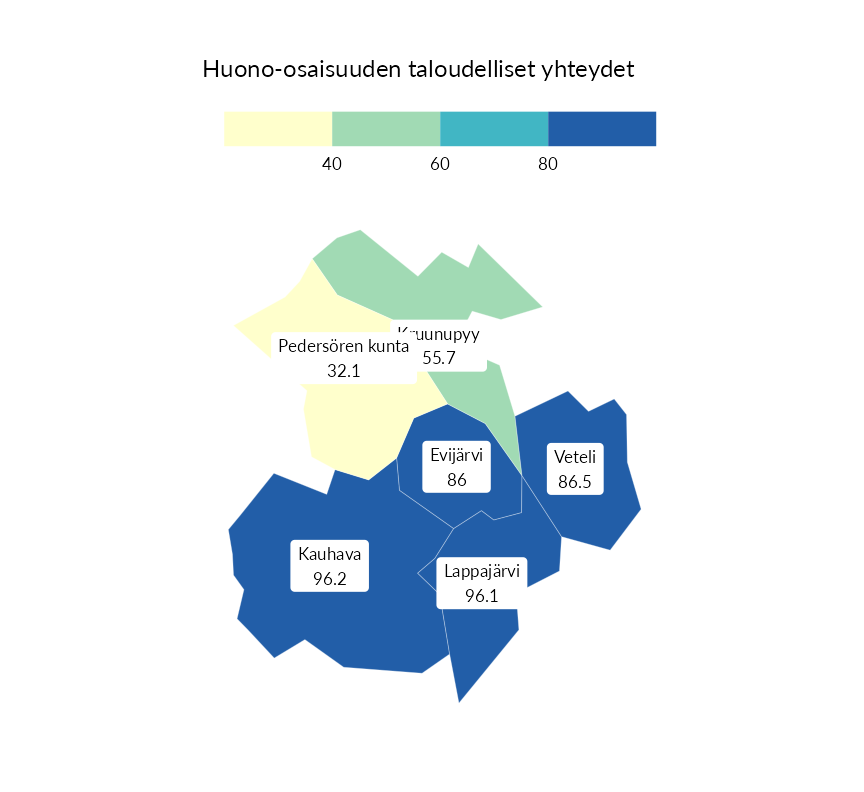 Huono-osaisuuden taloudelliset yhteydet
40
60
80
Kruunupyy
55.7
Pedersören kunta
32.1
Evijärvi
86
Veteli
86.5
Kauhava
96.2
Lappajärvi
96.1